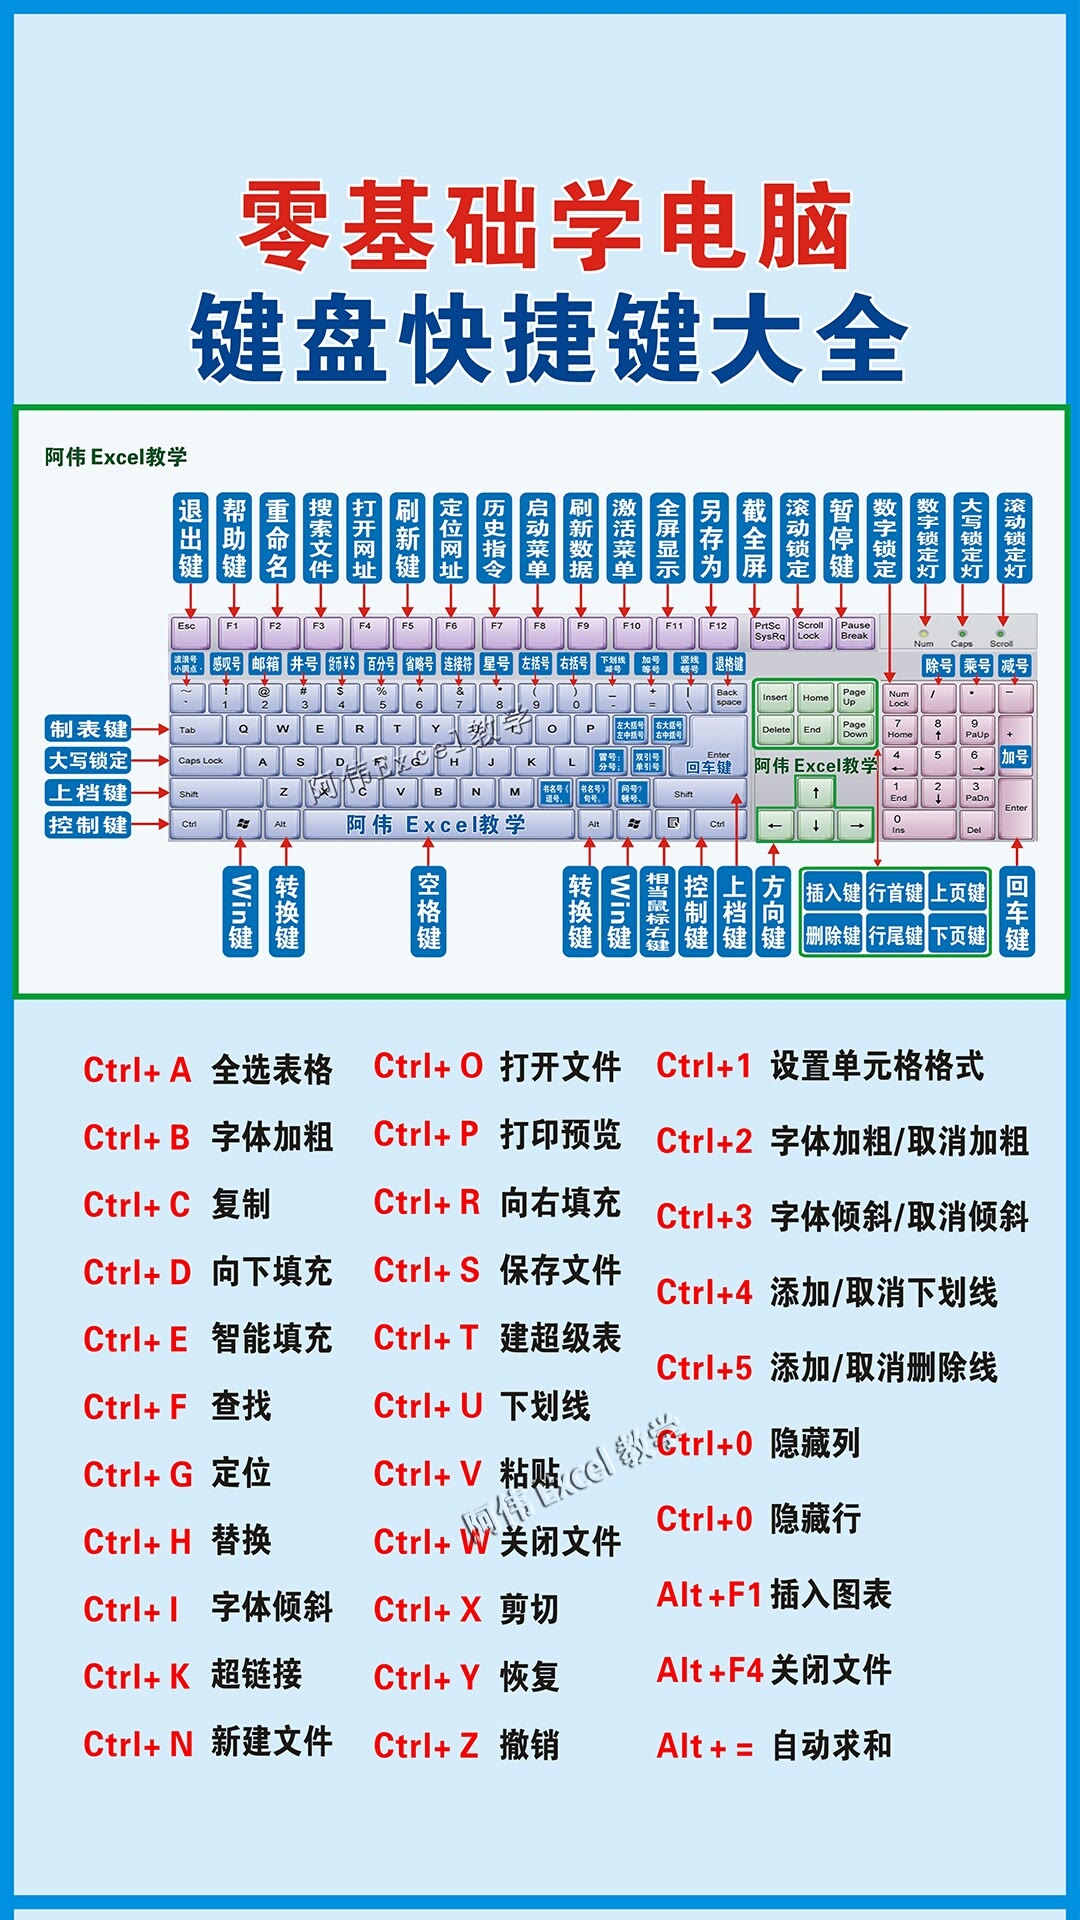 零基础学电脑
键盘快捷键大全
阿伟 Excel教学
退出键 帮助键 重命名 搜索文件 打开网址 刷新键 定位网址 历史指令 启动菜单 刷新数据 激活菜单 全屏显示 另存为 截全屏 滚动锁定 暂停键 数字锁定 数字锁定灯 大写锁定灯 滚动锁定灯
Esc F1 F2 F3 F4 F5 F6 F7 F8 F9 F10 F11 F12 PrtSc SysRq Scroll Lock Pause Break Num Caps Scroll
波浪号 小圆点· 感叹号 邮箱 井号 货币¥$ 百分号 省略号 连接符 星号 左括号 右括号 下划线 减号 加号 等号 竖线 顿号 退格键 除号 乘号 减号
~ ` ! 1 @ 2 # 3 $ 4 % 5 ^ 6 & 7 * 8 ( 9 ) 0 _ - + = | \ Back space Insert Home Page Up Num Lock / * −
制表键 Tab Q W E R T Y O P 左大括号 左中括号 右大括号 右中括号 Delete End Page Down 7 Home 8 ↑ 9 PaUp +
大写锁定 Caps Lock A S D G H J K L 冒号: 分号; 双引号 单引号 Enter 回车键 阿伟 Excel教学 4 ← 5 6 → 加号
上档键 Shift Z C V B N M 书名号《 逗号, 书名号》 句号。 问号? 顿号、 Shift ↑ 1 End 2 ↓ 3 PaDn Enter
控制键 Ctrl Alt 阿伟 Excel教学 Alt Ctrl ← ↓ → 0 Ins Del
阿伟Excel教学
Win键 转换键 空格键 转换键 Win键 相当鼠标右键 控制键 上档键 方向键 插入键 行首键 上页键 回车键
删除键 行尾键 下页键
Ctrl+ A 全选表格
Ctrl+ B 字体加粗
Ctrl+ C 复制
Ctrl+ D 向下填充
Ctrl+ E 智能填充
Ctrl+ F 查找
Ctrl+ G 定位
Ctrl+ H 替换
Ctrl+ I 字体倾斜
Ctrl+ K 超链接
Ctrl+ N 新建文件
Ctrl+ O 打开文件
Ctrl+ P 打印预览
Ctrl+ R 向右填充
Ctrl+ S 保存文件
Ctrl+ T 建超级表
Ctrl+ U 下划线
Ctrl+ V 粘贴
Ctrl+ W 关闭文件
Ctrl+ X 剪切
Ctrl+ Y 恢复
Ctrl+ Z 撤销
Ctrl+1 设置单元格格式
Ctrl+2 字体加粗/取消加粗
Ctrl+3 字体倾斜/取消倾斜
Ctrl+4 添加/取消下划线
Ctrl+5 添加/取消删除线
Ctrl+0 隐藏列
Ctrl+0 隐藏行
Alt +F1 插入图表
Alt +F4 关闭文件
Alt + = 自动求和
阿伟 Excel 教学